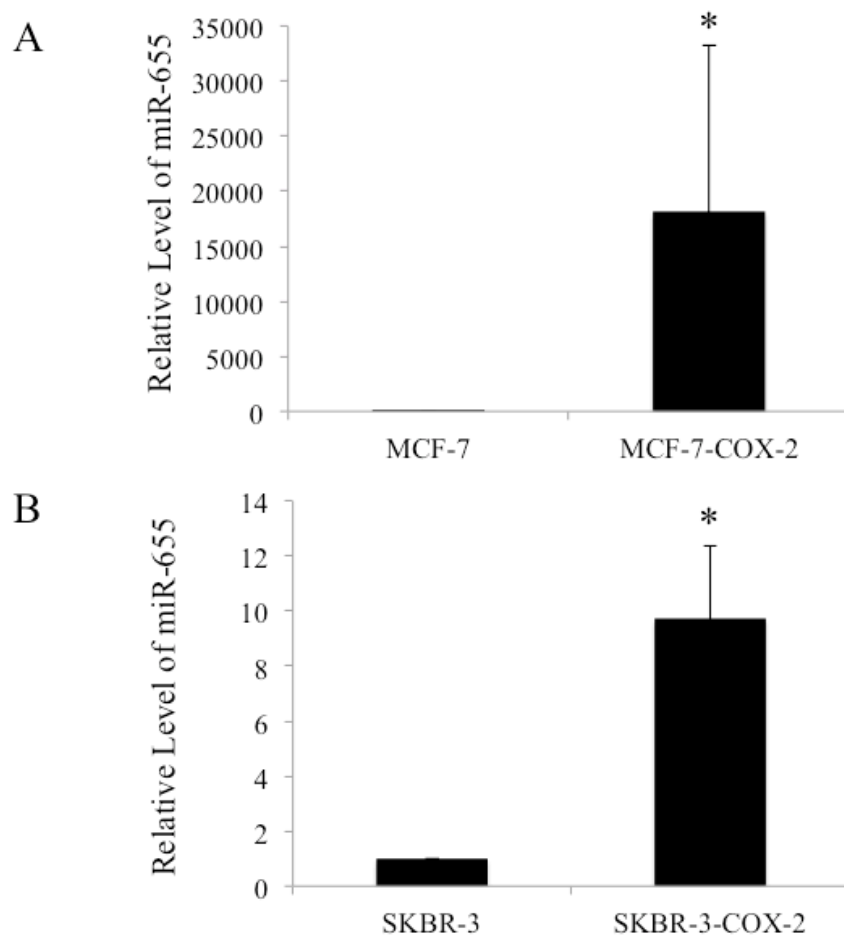 A
Relative Level of miR-655
35000
30000
25000
20000
15000
10000
5000
0
*
MCF-7
MCF-7-COX-2
B
Relative Level of miR-655
14
12
10
8
6
4
2
0
*
SKBR-3
SKBR-3-COX-2